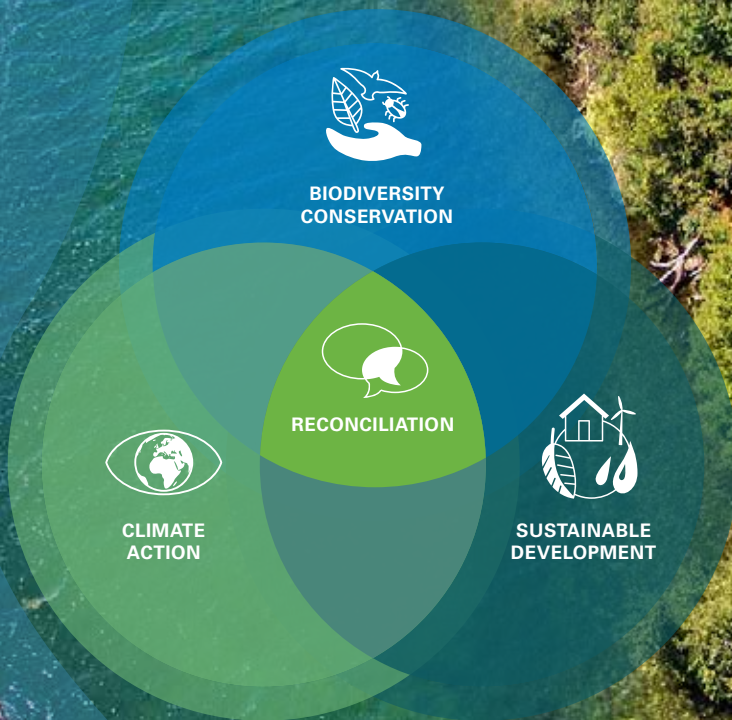 BIODIVERSITY
CONSERVATION
RECONCILIATION
CLIMATE
ACTION
SUSTAINABLE
DEVELOPMENT